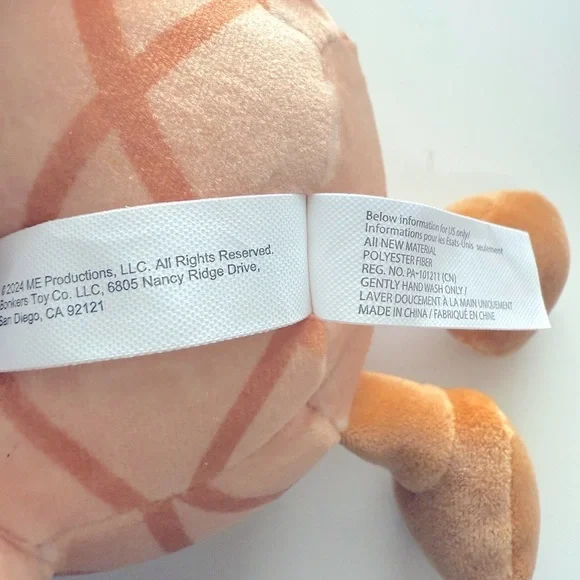 ©2024 ME Productions, LLC. All Rights Reserved.
Bonkers Toy Co. LLC, 6805 Nancy Ridge Drive,
San Diego, CA 92121
Below information for US only/
Informations pour les États-Unis seulement
All NEW MATERIAL
POLYESTER FIBER
REG. NO. PA-101211 (CN)
GENTLY HAND WASH ONLY /
LAVER DOUCEMENT À LA MAIN UNIQUEMENT
MADE IN CHINA / FABRIQUÉ EN CHINE